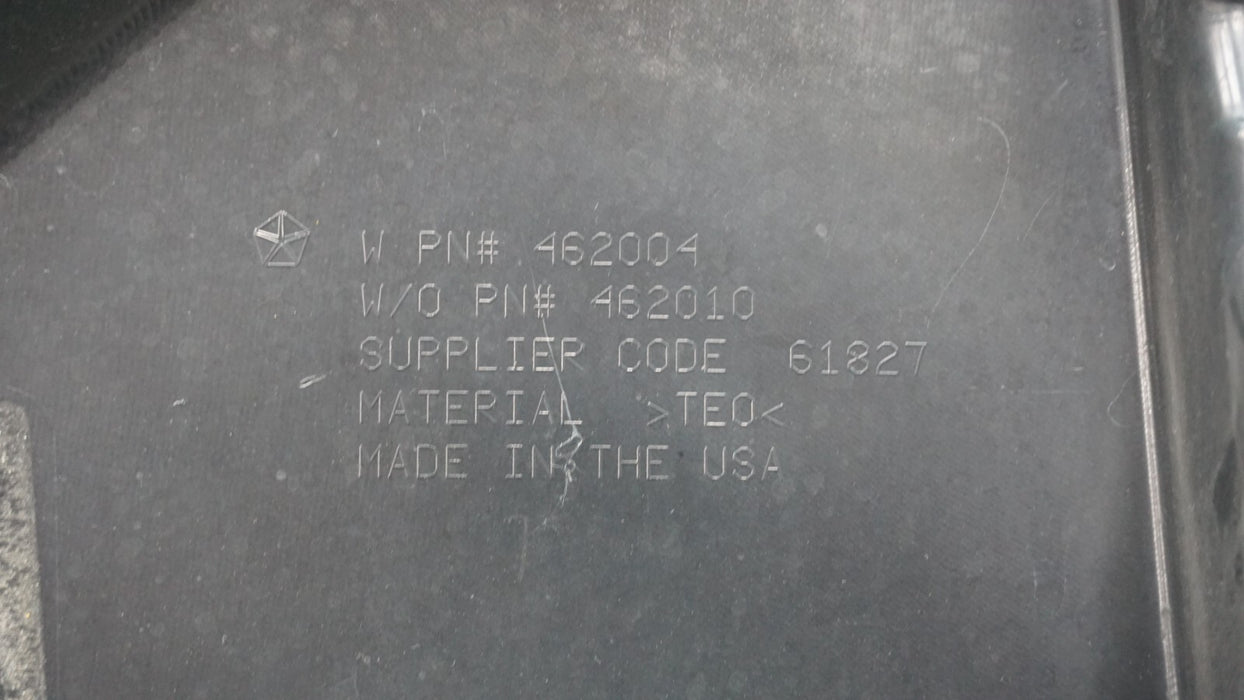 W PN# 462004
W/O PN# 462010
SUPPLIER CODE 61827
MATERIAL >TEO<
MADE IN THE USA